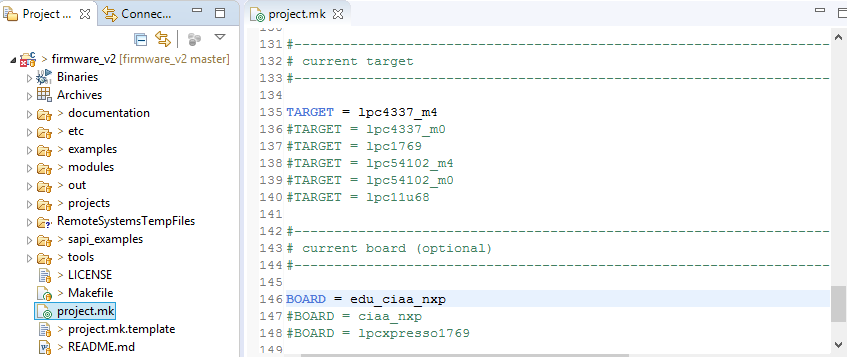 Project ...
Connec...
firmware_v2 [firmware_v2 master]
Binaries
Archives
> documentation
> etc
> examples
> modules
> out
> projects
RemoteSystemsTempFiles
> sapi_examples
> tools
> LICENSE
> Makefile
project.mk
> project.mk.template
> README.md
project.mk
131 #--------------------------------------------------------------------
132 # current target
133 #--------------------------------------------------------------------
134
135 TARGET = lpc4337_m4
136 #TARGET = lpc4337_m0
137 #TARGET = lpc1769
138 #TARGET = lpc54102_m4
139 #TARGET = lpc54102_m0
140 #TARGET = lpc11u68
141
142 #--------------------------------------------------------------------
143 # current board (optional)
144 #--------------------------------------------------------------------
145
146 BOARD = edu_ciaa_nxp
147 #BOARD = ciaa_nxp
148 #BOARD = lpcxpresso1769
149